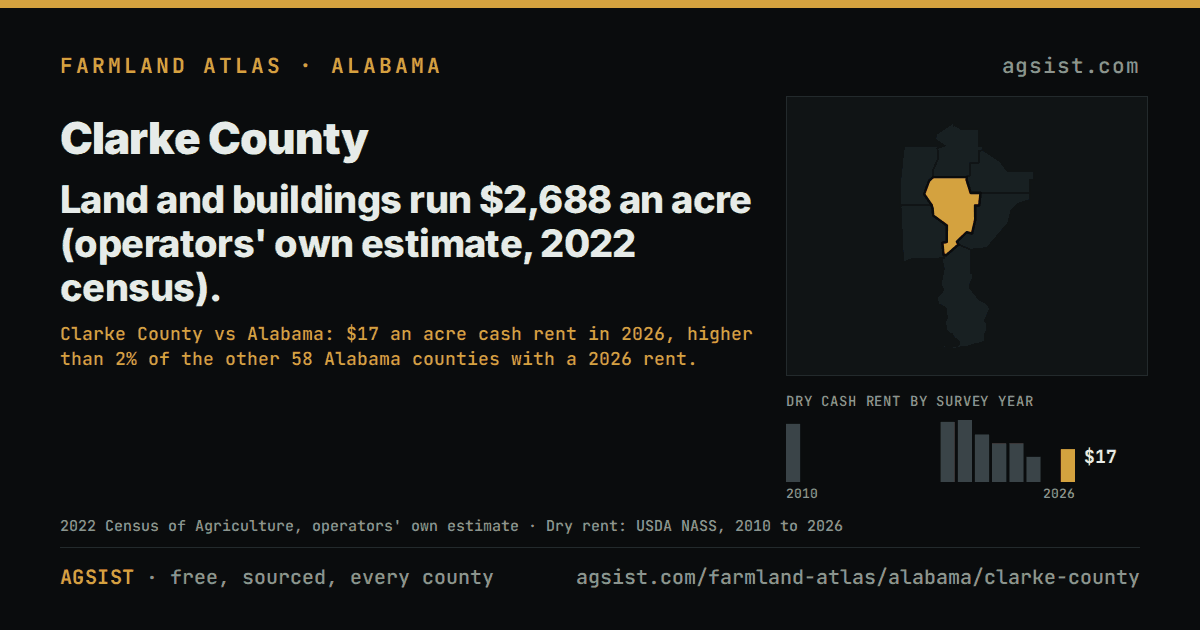 FARMLAND ATLAS · ALABAMA
agsist.com
Clarke County
Land and buildings run $2,688 an acre
(operators' own estimate, 2022
census).
Clarke County vs Alabama: $17 an acre cash rent in 2026, higher
than 2% of the other 58 Alabama counties with a 2026 rent.
DRY CASH RENT BY SURVEY YEAR
$17
2010
2026
2022 Census of Agriculture, operators' own estimate · Dry rent: USDA NASS, 2010 to 2026
AGSIST · free, sourced, every county
agsist.com/farmland-atlas/alabama/clarke-county